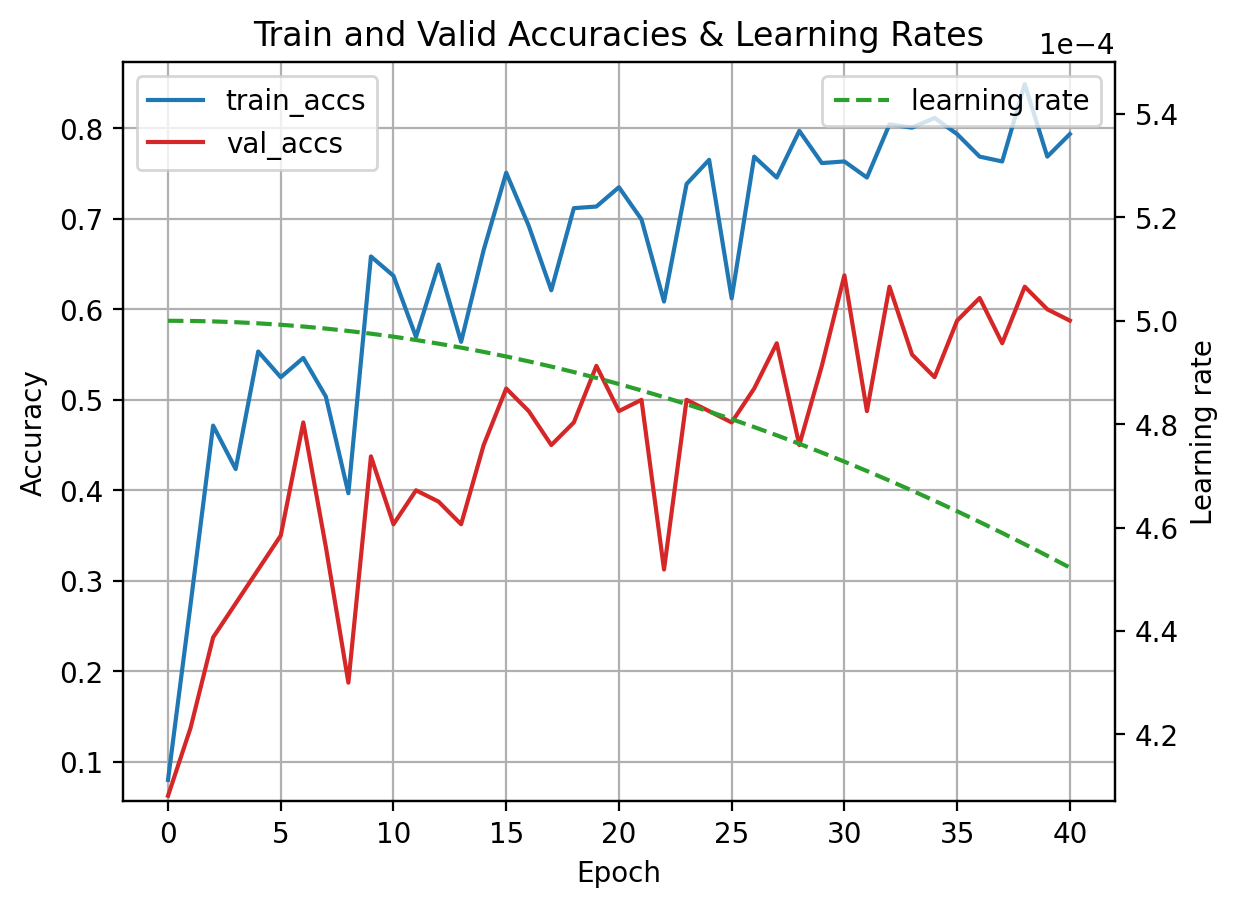 Train and Valid Accuracies & Learning Rates
1e−4
train_accs
val_accs
learning rate
0.8
0.7
0.6
0.5
0.4
0.3
0.2
0.1
Accuracy
5.4
5.2
5.0
4.8
4.6
4.4
4.2
Learning rate
0 5 10 15 20 25 30 35 40
Epoch